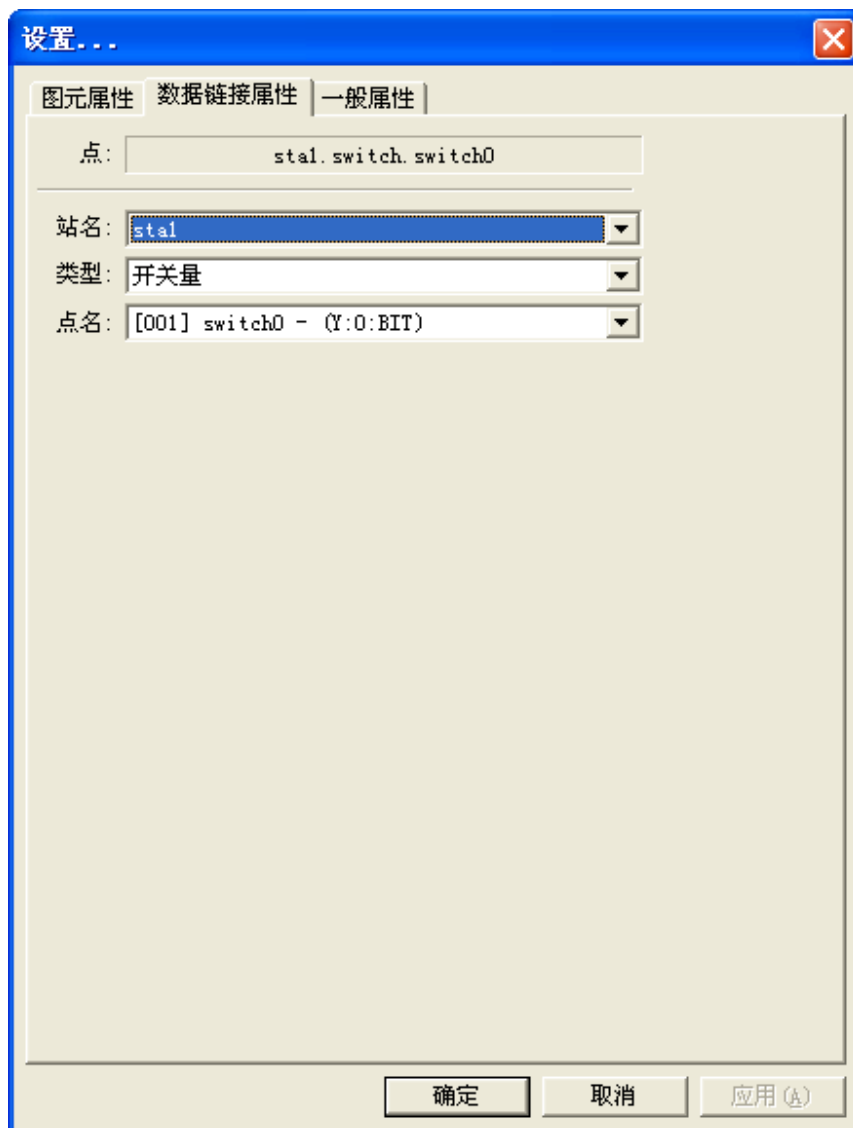 设置...
图元属性 数据链接属性 一般属性
点: sta1.switch.switch0
站名: sta1
类型: 开关量
点名: [001] switch0 - (Y:0:BIT)
确定 取消 应用(A)